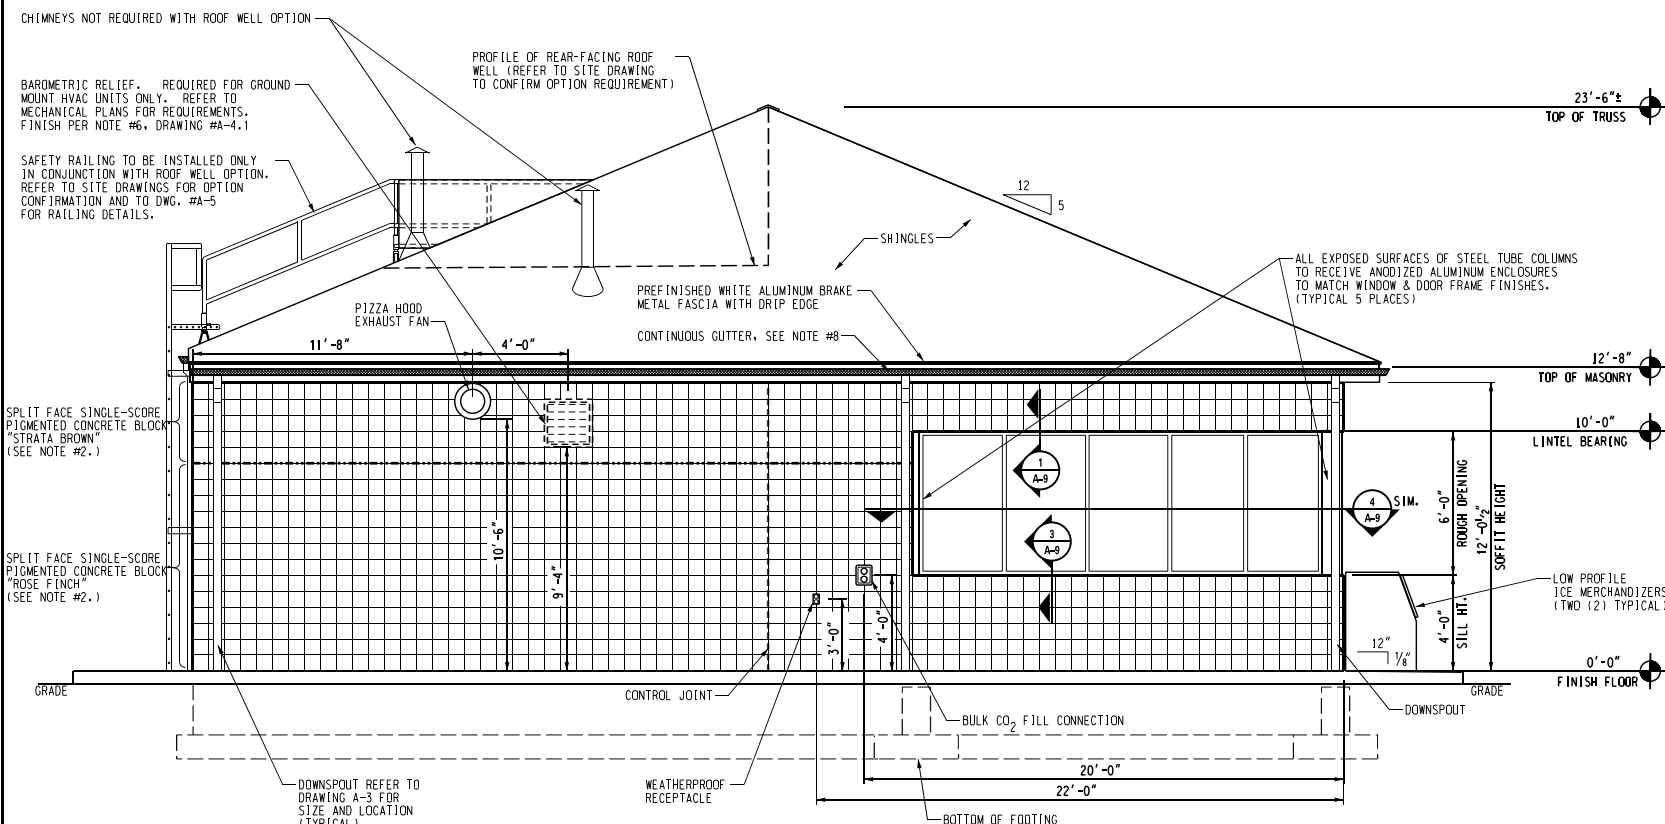 CHIMNEYS NOT REQUIRED WITH ROOF WELL OPTION
PROFILE OF REAR-FACING ROOF
WELL (REFER TO SITE DRAWING
TO CONFIRM OPTION REQUIREMENT)
BAROMETRIC RELIEF. REQUIRED FOR GROUND
MOUNT HVAC UNITS ONLY. REFER TO
MECHANICAL PLANS FOR REQUIREMENTS.
FINISH PER NOTE #6, DRAWING #A-4.1
23'-6"±
TOP OF TRUSS
SAFETY RAILING TO BE INSTALLED ONLY
IN CONJUNCTION WITH ROOF WELL OPTION.
REFER TO SITE DRAWINGS FOR OPTION
CONFIRMATION AND TO DWG. #A-5
FOR RAILING DETAILS.
12
5
SHINGLES
ALL EXPOSED SURFACES OF STEEL TUBE COLUMNS
TO RECEIVE ANODIZED ALUMINUM ENCLOSURES
TO MATCH WINDOW & DOOR FRAME FINISHES.
(TYPICAL 5 PLACES)
PREFINISHED WHITE ALUMINUM BRAKE
METAL FASCIA WITH DRIP EDGE
PIZZA HOOD
EXHAUST FAN
CONTINUOUS GUTTER, SEE NOTE #8
11'-8"
4'-0"
12'-8"
TOP OF MASONRY
SPLIT FACE SINGLE-SCORE
PIGMENTED CONCRETE BLOCK
"STRATA BROWN"
(SEE NOTE #2.)
10'-0"
LINTEL BEARING
1
A-9
4
A-9
SIM.
6'-0"
ROUGH OPENING
12'-0½"
SOFFIT HEIGHT
10'-6"
9'-4"
3
A-9
SPLIT FACE SINGLE-SCORE
PIGMENTED CONCRETE BLOCK
"ROSE FINCH"
(SEE NOTE #2.)
LOW PROFILE
ICE MERCHANDIZERS
(TWO (2) TYPICAL)
3'-0"
4'-0"
4'-0"
SILL HT.
12"
⅛"
0'-0"
FINISH FLOOR
GRADE
CONTROL JOINT
GRADE
DOWNSPOUT
BULK CO2 FILL CONNECTION
20'-0"
22'-0"
DOWNSPOUT REFER TO
DRAWING A-3 FOR
SIZE AND LOCATION
(TYPICAL)
WEATHERPROOF
RECEPTACLE
BOTTOM OF FOOTING